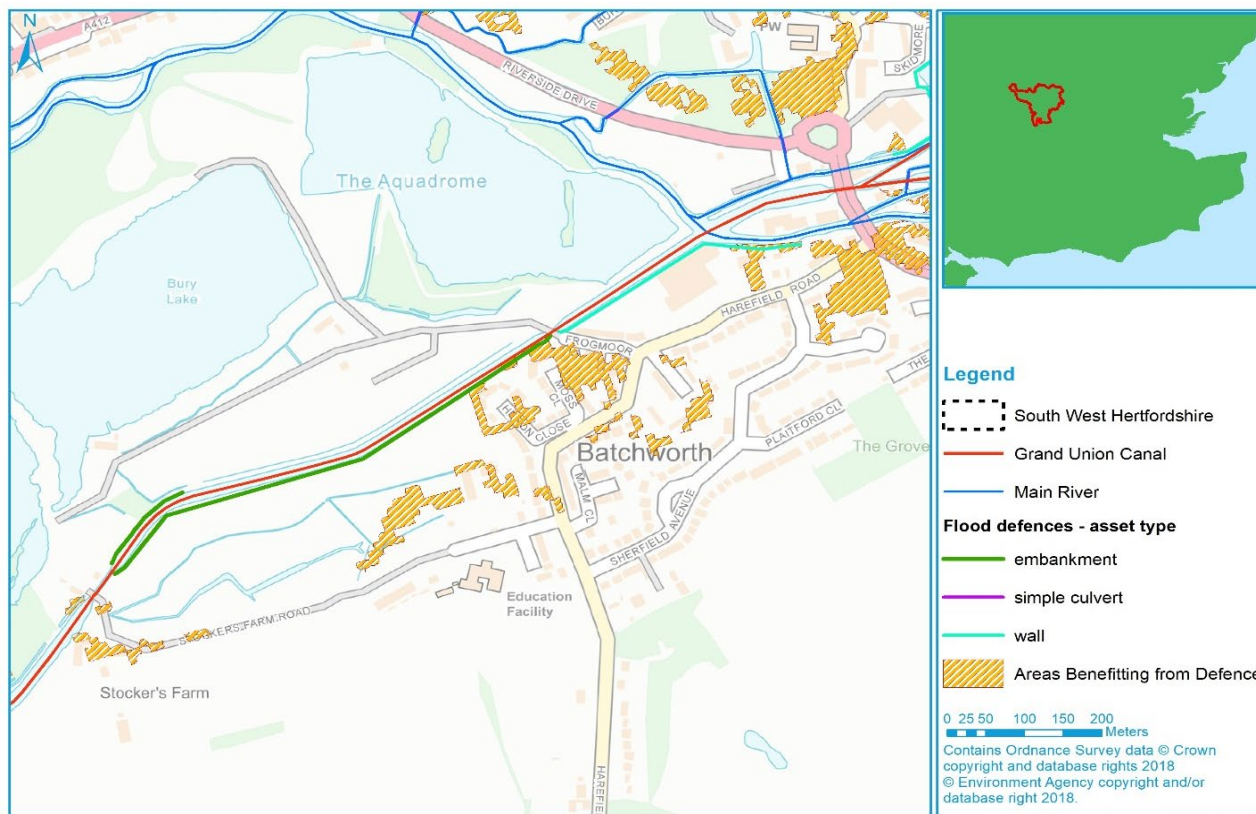 N
A412
PW
SKIDMORE
RIVERSIDE DRIVE
The Aquadrome
Bury
Lake
HAREFIELD ROAD
FROGMOOR
MOSS
CL
CLOSE
THE
PLAITFORD CL
The Grove
Batchworth
MALM CL
SHERFIELD AVENUE
Education
Facility
STOCKERS FARM ROAD
Stocker's Farm
HAREFIEL
Legend
South West Hertfordshire
Grand Union Canal
Main River
Flood defences - asset type
embankment
simple culvert
wall
Areas Benefitting from Defence
0 25 50 100 150 200
Meters
Contains Ordnance Survey data © Crown
copyright and database rights 2018
© Environment Agency copyright and/or
database right 2018.